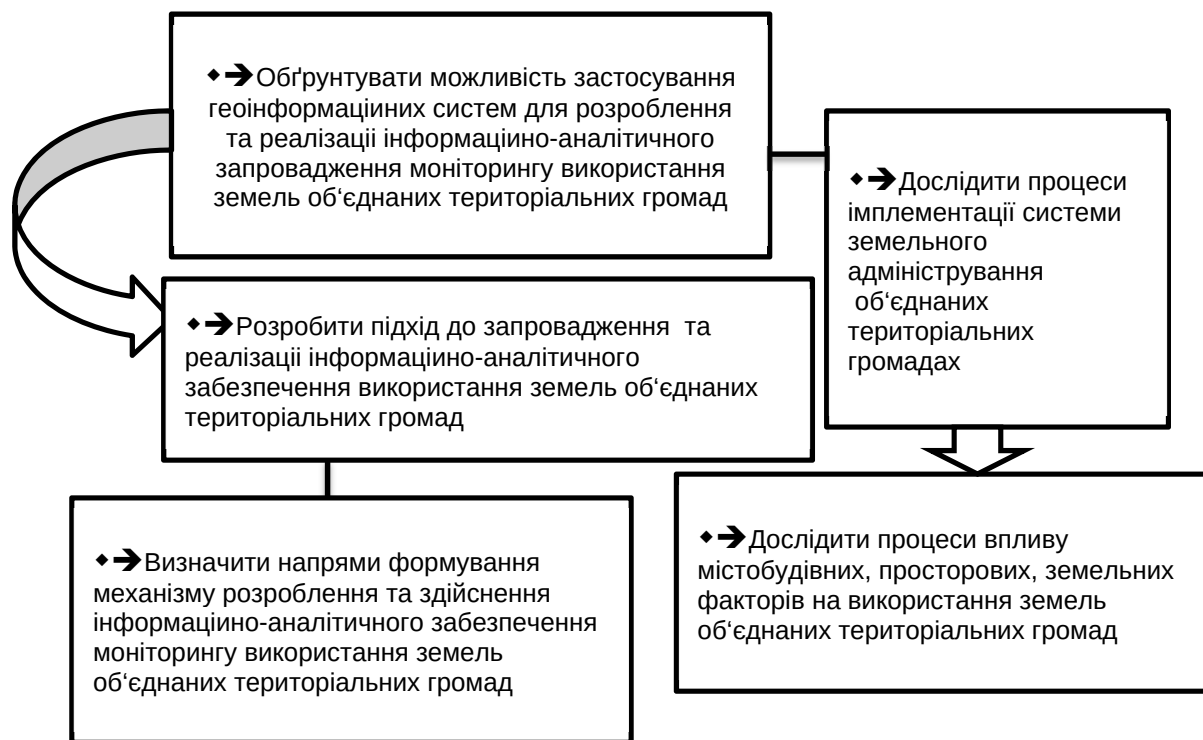 ◆➔Обґрунтувати можливість застосування
геоінформаціиних систем для розроблення
та реалізаціі інформаціино-аналітичного
запровадження моніторингу використання
земель об‘єднаних територіальних громад
◆➔Дослідити процеси
імплементації системи
земельного
адміністрування
об‘єднаних
територіальних
громадах
◆➔Розробити підхід до запровадження та
реалізаціі інформаціино-аналітичного
забезпечення використання земель об‘єднаних
територіальних громад
◆➔Визначити напрями формування
механізму розроблення та здійснення
інформаціино-аналітичного забезпечення
моніторингу використання земель
об‘єднаних територіальних громад
◆➔Дослідити процеси впливу
містобудівних, просторових, земельних
факторів на використання земель
об‘єднаних територіальних громад